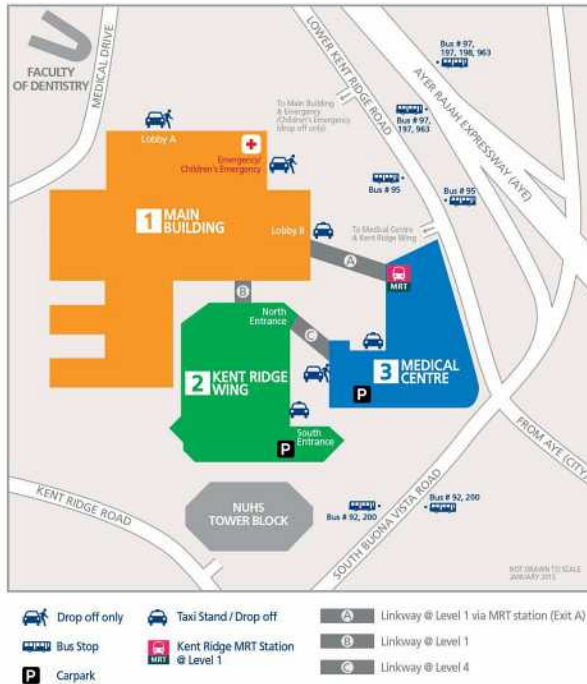 FACULTY
OF DENTISTRY
MEDICAL DRIVE
LOWER KENT RIDGE ROAD
AYER RAJAH EXPRESSWAY (AYE)
Bus # 97,
197, 198, 963
Lobby A
To Main Building
& Emergency
/Children's Emergency
(drop off only)
Bus # 97,
197, 963
Emergency/
Children's Emergency
Bus # 95
Bus # 95
1 MAIN
BUILDING
Lobby B
To Medical Centre
& Kent Ridge Wing
A
MRT
B
North
Entrance
C
2 KENT RIDGE
WING
3 MEDICAL
CENTRE
P
South
Entrance
P
FROM AYE (CITY)
KENT RIDGE ROAD
NUHS
TOWER BLOCK
SOUTH BUONA VISTA ROAD
Bus # 92, 200
Bus # 92, 200
NOT DRAWN TO SCALE
JANUARY 2013
Drop off only
Taxi Stand / Drop off
A Linkway @ Level 1 via MRT station (Exit A)
Bus Stop
MRT Kent Ridge MRT Station
@ Level 1
B Linkway @ Level 1
P Carpark
C Linkway @ Level 4